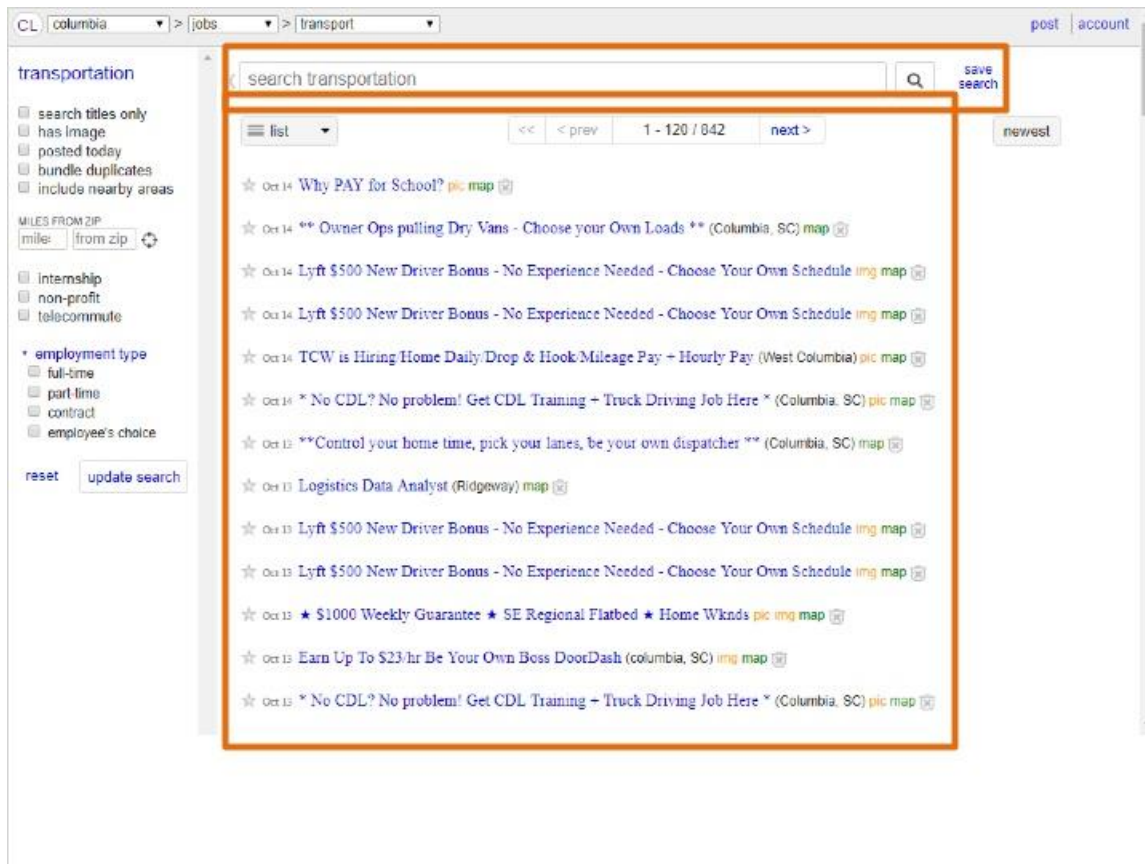 CL columbia > jobs > transport post account
transportation
search titles only
has image
posted today
bundle duplicates
include nearby areas
MILES FROM ZIP
mile: from zip
internship
non-profit
telecommute
employment type
full-time
part-time
contract
employee's choice
reset update search
search transportation save search
list << < prev 1 - 120 / 842 next > newest
Oct 14 Why PAY for School? pic map
Oct 14 ** Owner Ops pulling Dry Vans - Choose your Own Loads ** (Columbia, SC) map
Oct 14 Lyft $500 New Driver Bonus - No Experience Needed - Choose Your Own Schedule img map
Oct 14 Lyft $500 New Driver Bonus - No Experience Needed - Choose Your Own Schedule img map
Oct 14 TCW is Hiring/Home Daily/Drop & Hook/Mileage Pay + Hourly Pay (West Columbia) pic map
Oct 14 * No CDL? No problem! Get CDL Training + Truck Driving Job Here * (Columbia, SC) pic map
Oct 13 **Control your home time, pick your lanes, be your own dispatcher ** (Columbia, SC) map
Oct 13 Logistics Data Analyst (Ridgeway) map
Oct 13 Lyft $500 New Driver Bonus - No Experience Needed - Choose Your Own Schedule img map
Oct 13 Lyft $500 New Driver Bonus - No Experience Needed - Choose Your Own Schedule img map
Oct 13 ★ $1000 Weekly Guarantee ★ SE Regional Flatbed ★ Home Wknds pic img map
Oct 13 Earn Up To $23/hr Be Your Own Boss DoorDash (columbia, SC) img map
Oct 13 * No CDL? No problem! Get CDL Training + Truck Driving Job Here * (Columbia, SC) pic map